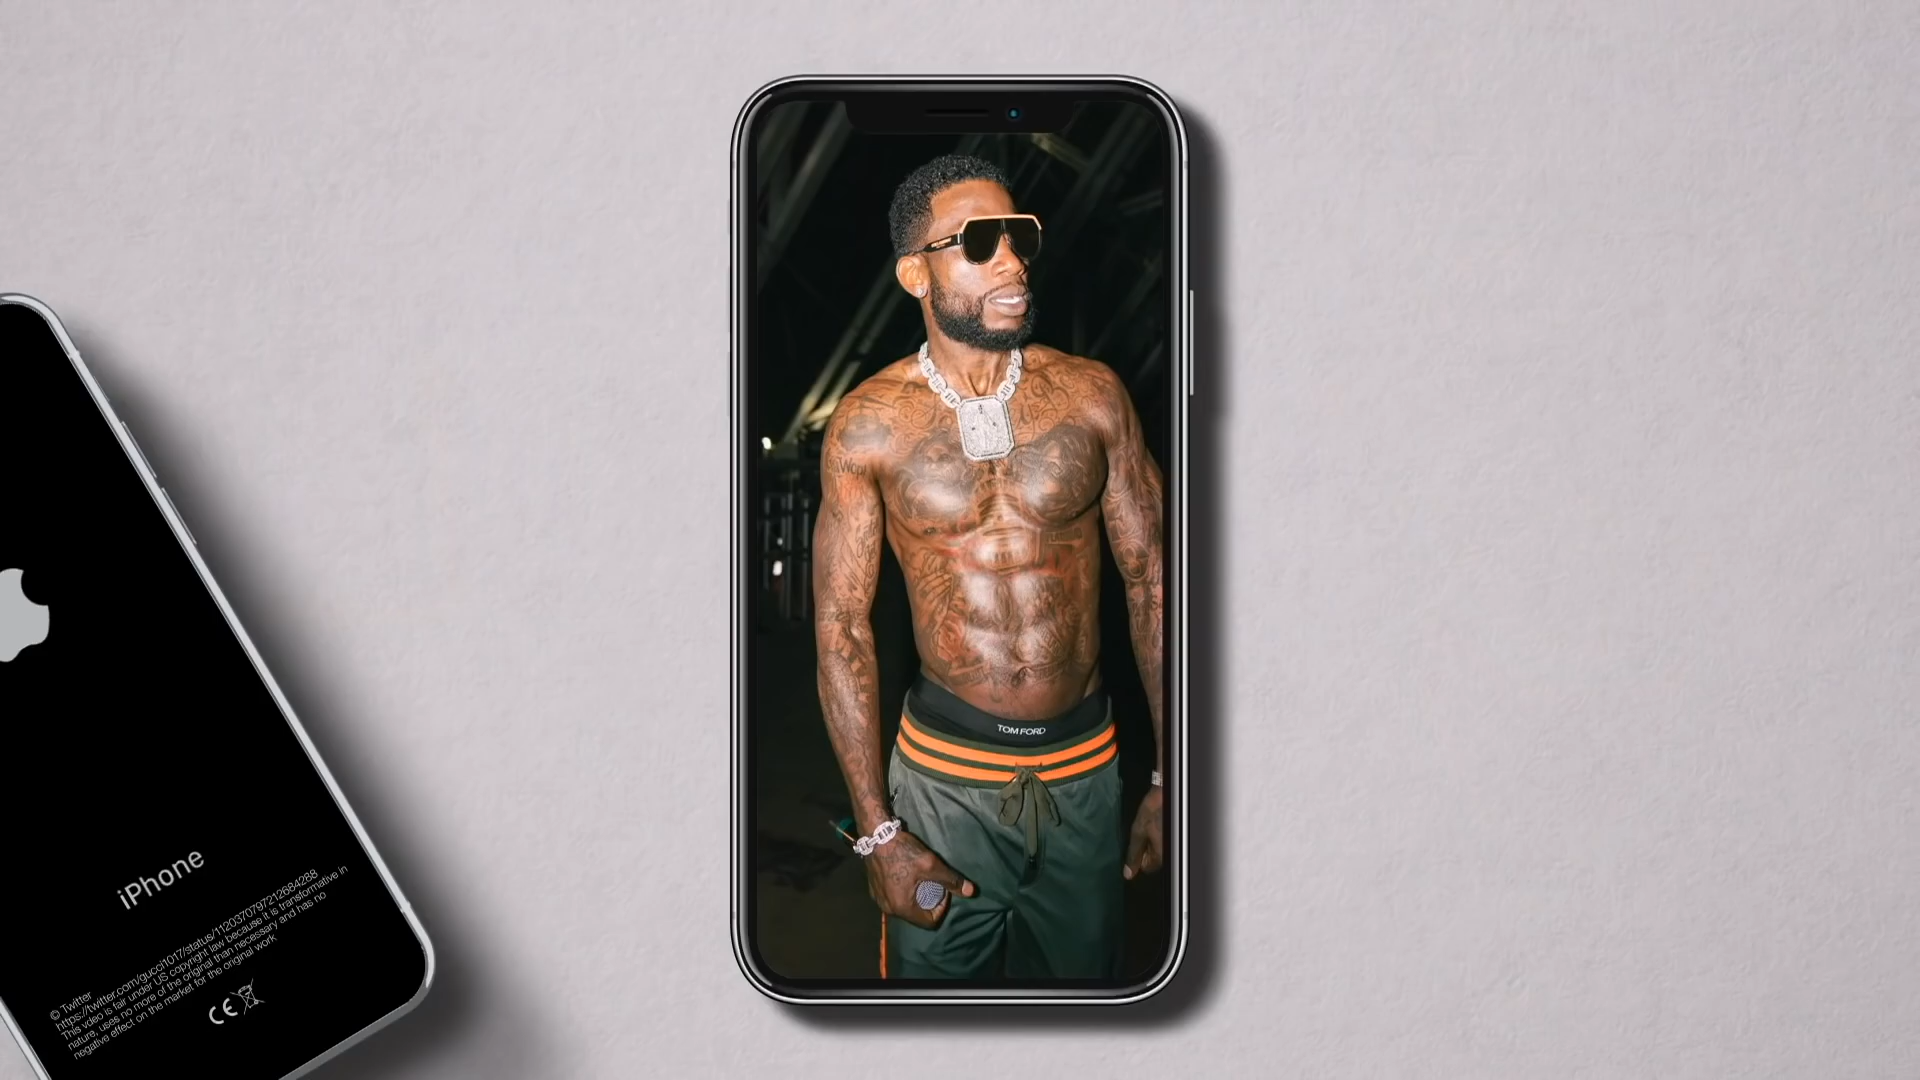 TOM FORD
iPhone
© Twitter
https://twitter.com/gucci1017/status/1120370797212684288
This vdeo is fair under US copyright law because it is transformative in
nature, uses no more of the original than necessary and has no
negative effect on the market for the original work
CE